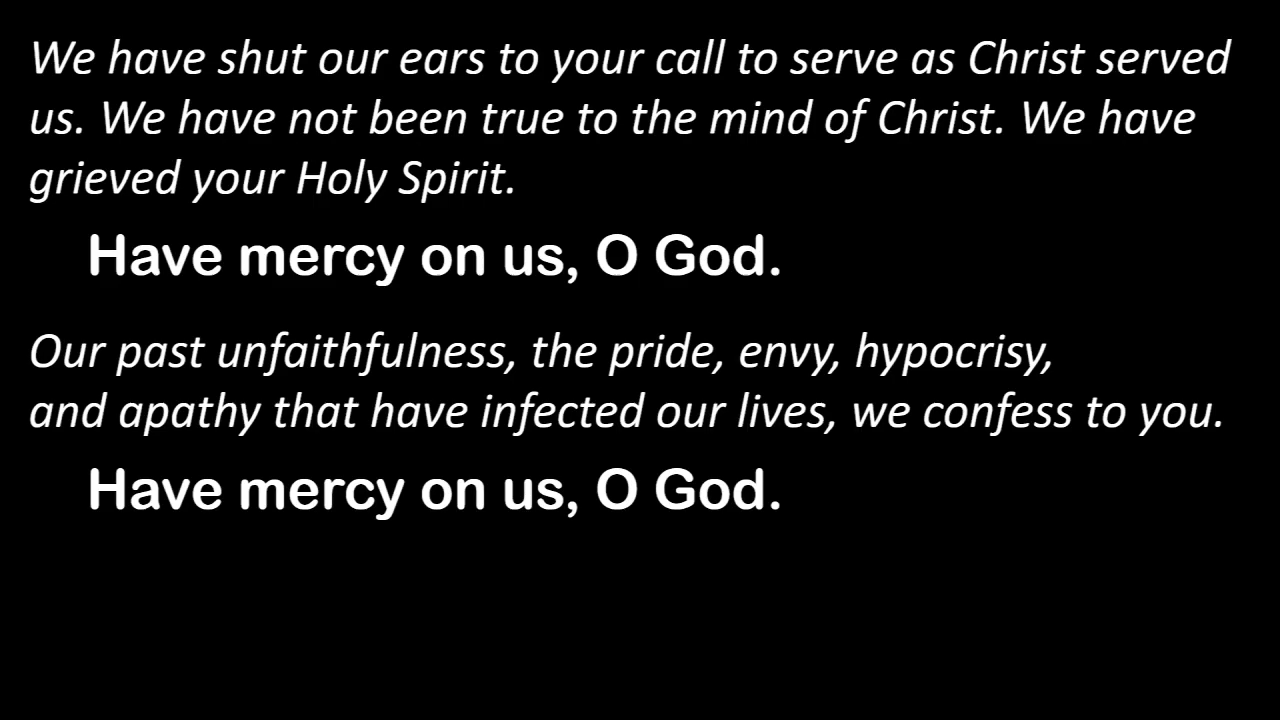 We have shut our ears to your call to serve as Christ served
us. We have not been true to the mind of Christ. We have
grieved your Holy Spirit.
Have mercy on us, O God.
Our past unfaithfulness, the pride, envy, hypocrisy,
and apathy that have infected our lives, we confess to you.
Have mercy on us, O God.